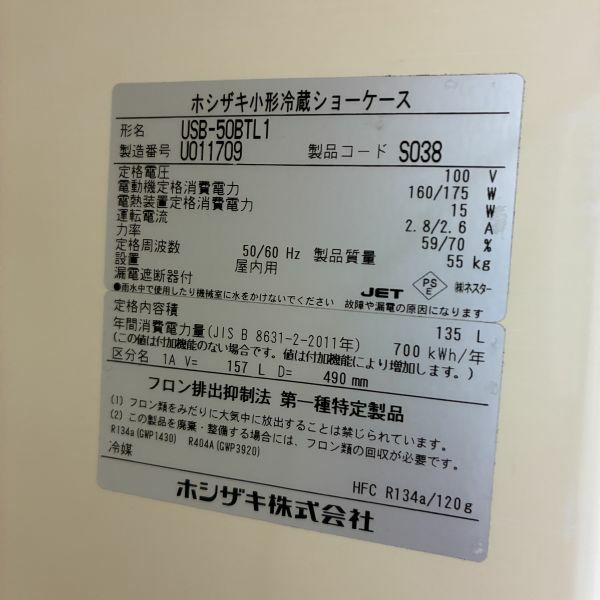 ホシザキ小形冷蔵ショーケース
形名 USB-50BTL1
製造番号 U011709 製品コード S038
定格電圧 100 V
電動機定格消費電力 160/175 W
電熱装置定格消費電力 15 W
運転電流 2.8/2.6 A
力率 59/70 %
定格周波数 50/60 Hz 製品質量 55 kg
設置 屋内用
漏電遮断器付 JET PSE ㈱ネスター
●雨水中で使用したり機械室に水をかけないでください 故障や漏電の原因になります
定格内容積 135 L
年間消費電力量(JIS B 8631-2-2011年) 700 kWh/年
(この値は付加機能のない場合です。値は付加機能により増加します。)
区分名 1A V= 157 L D= 490 mm
フロン排出抑制法 第一種特定製品
(1) フロン類をみだりに大気中に放出することは禁じられています。
(2) この製品を廃棄・整備する場合には、フロン類の回収が必要です。
R134a(GWP1430) R404A(GWP3920)
冷媒 HFC R134a/120g
ホシザキ株式会社